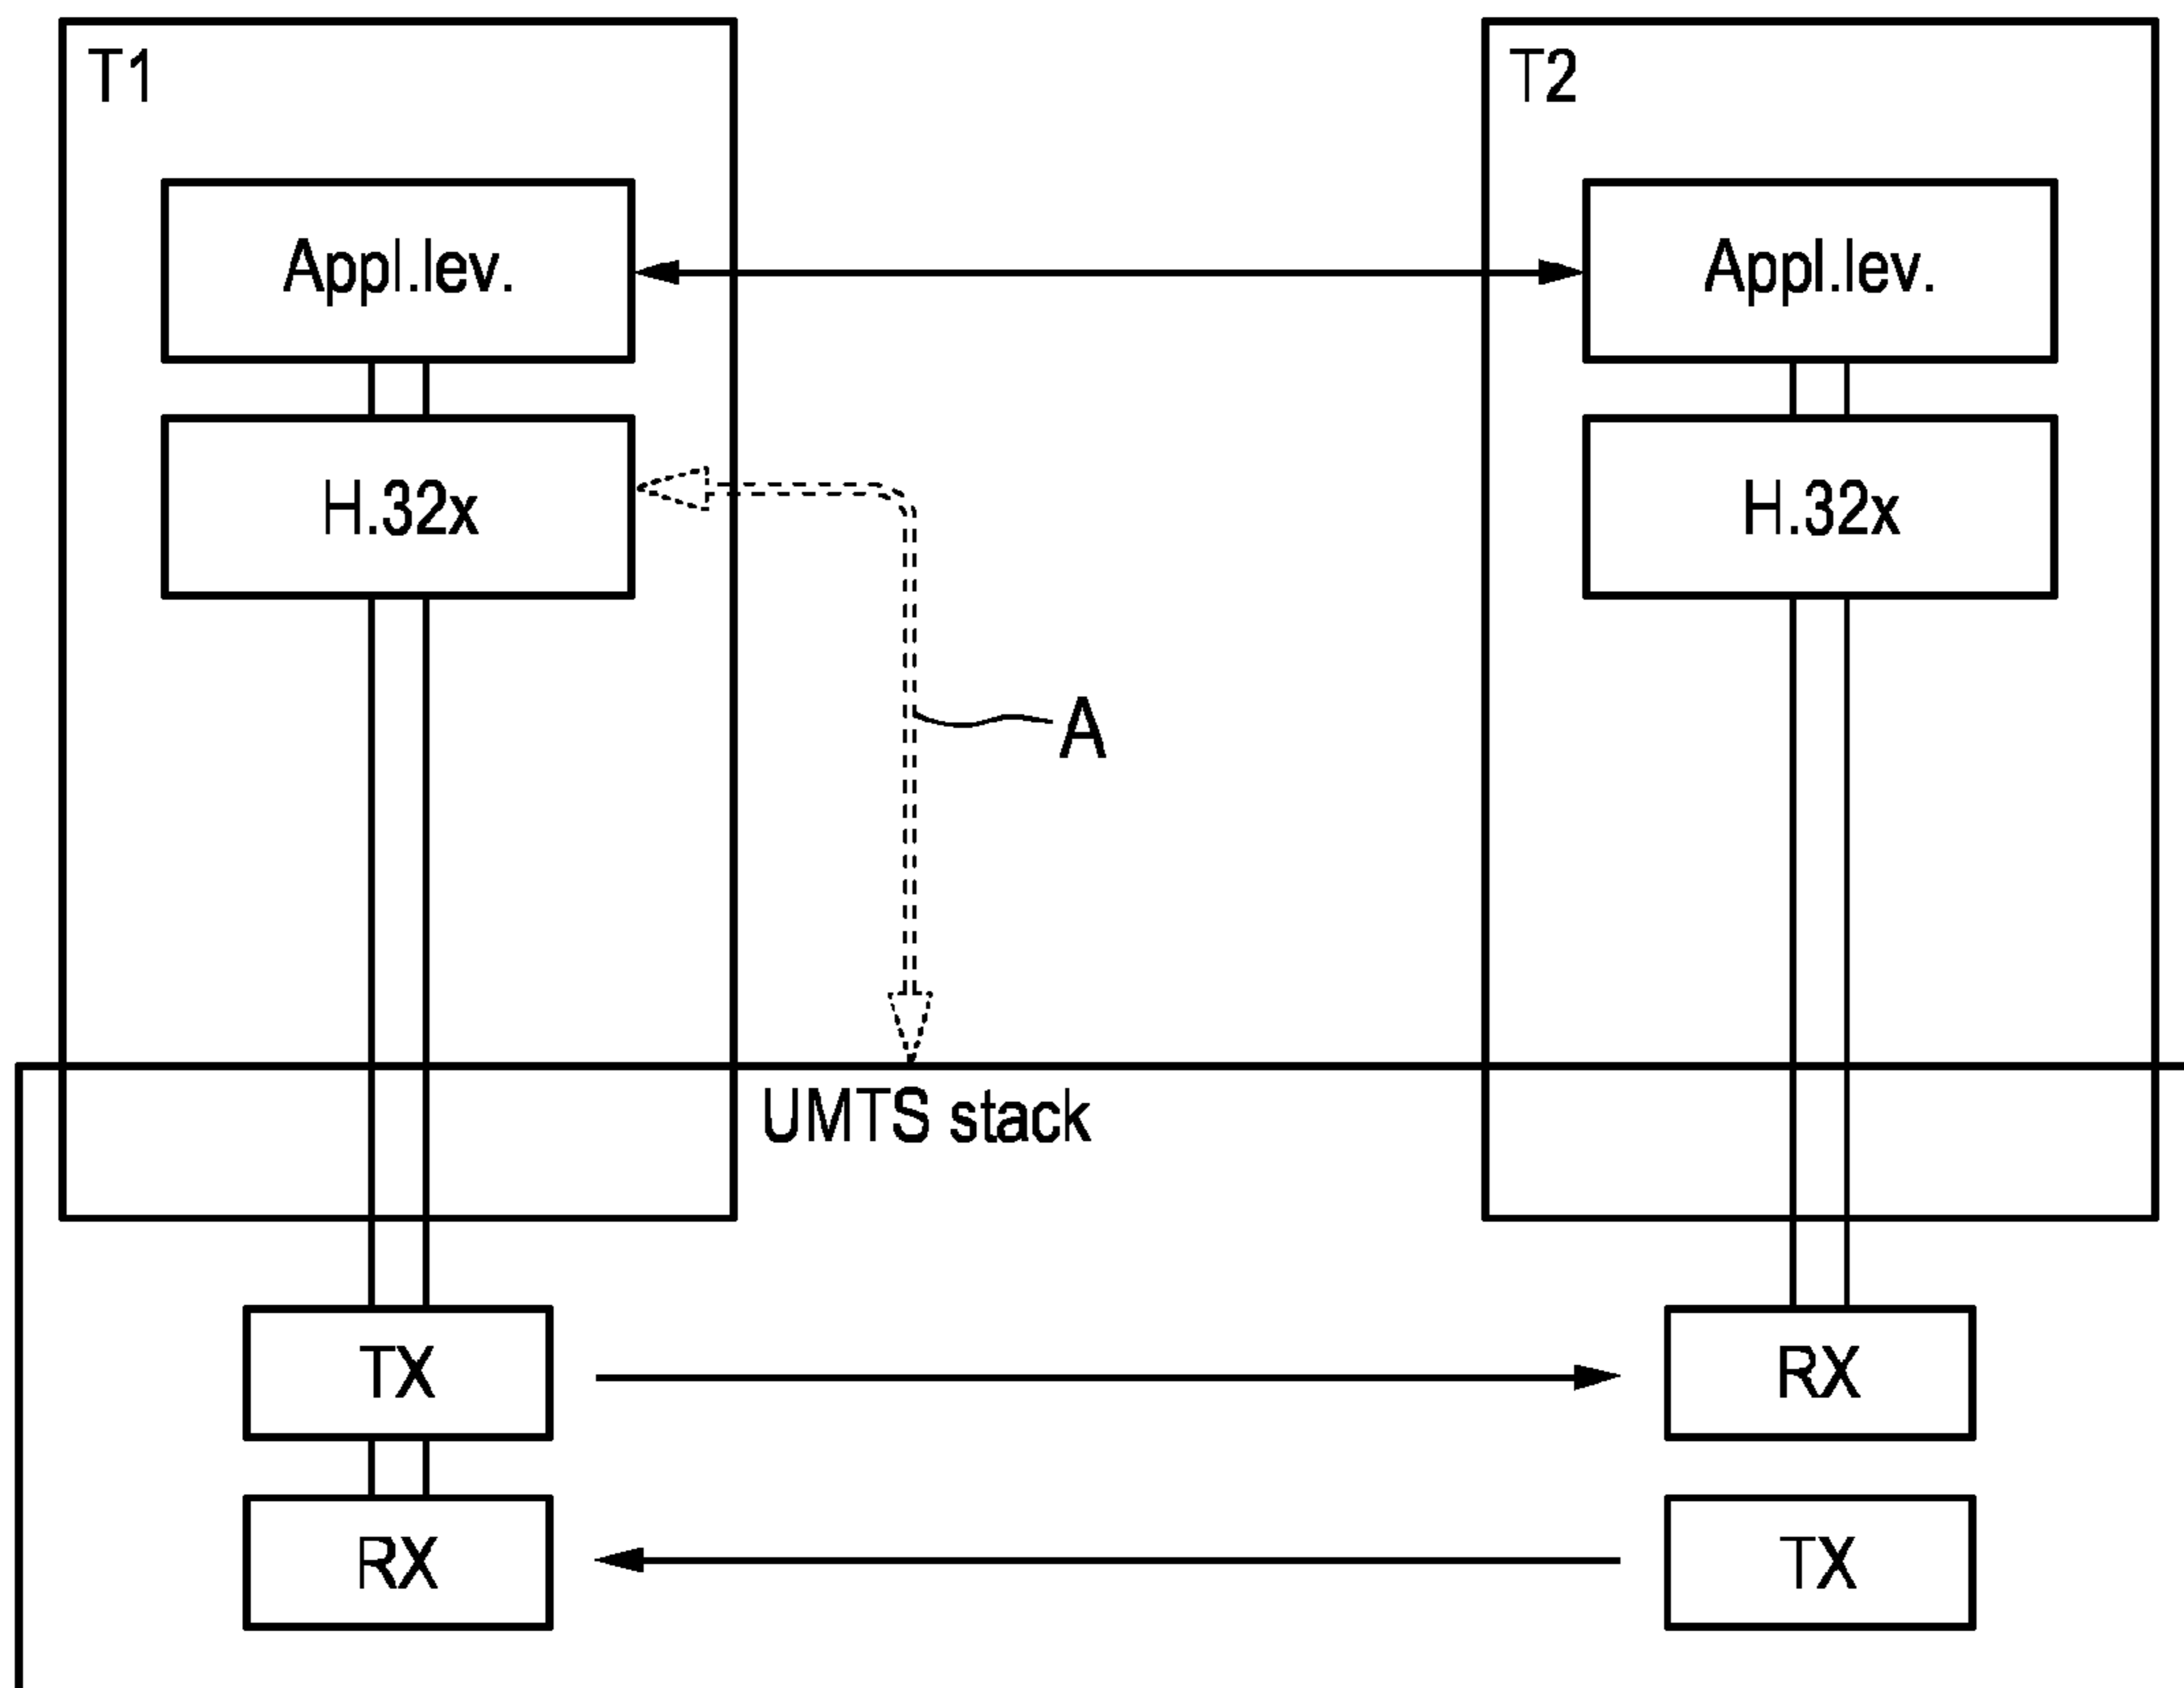 T1
T2
Appl.lev.
Appl.lev.
H.32x
H.32x
A
UMTS stack
TX
RX
RX
TX